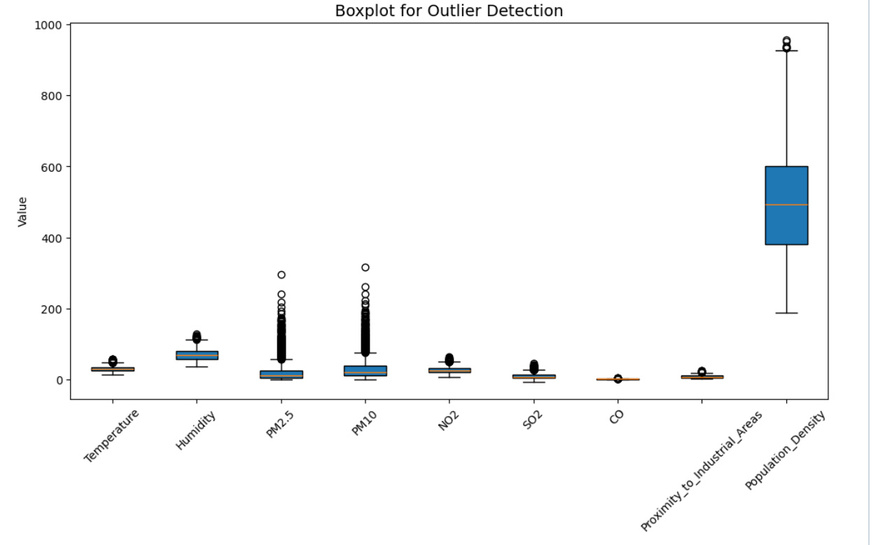 Boxplot for Outlier Detection
1000
800
600
400
200
0
Value
Temperature
Humidity
PM2.5
PM10
NO2
SO2
CO
Proximity_to_Industrial_Areas
Population_Density